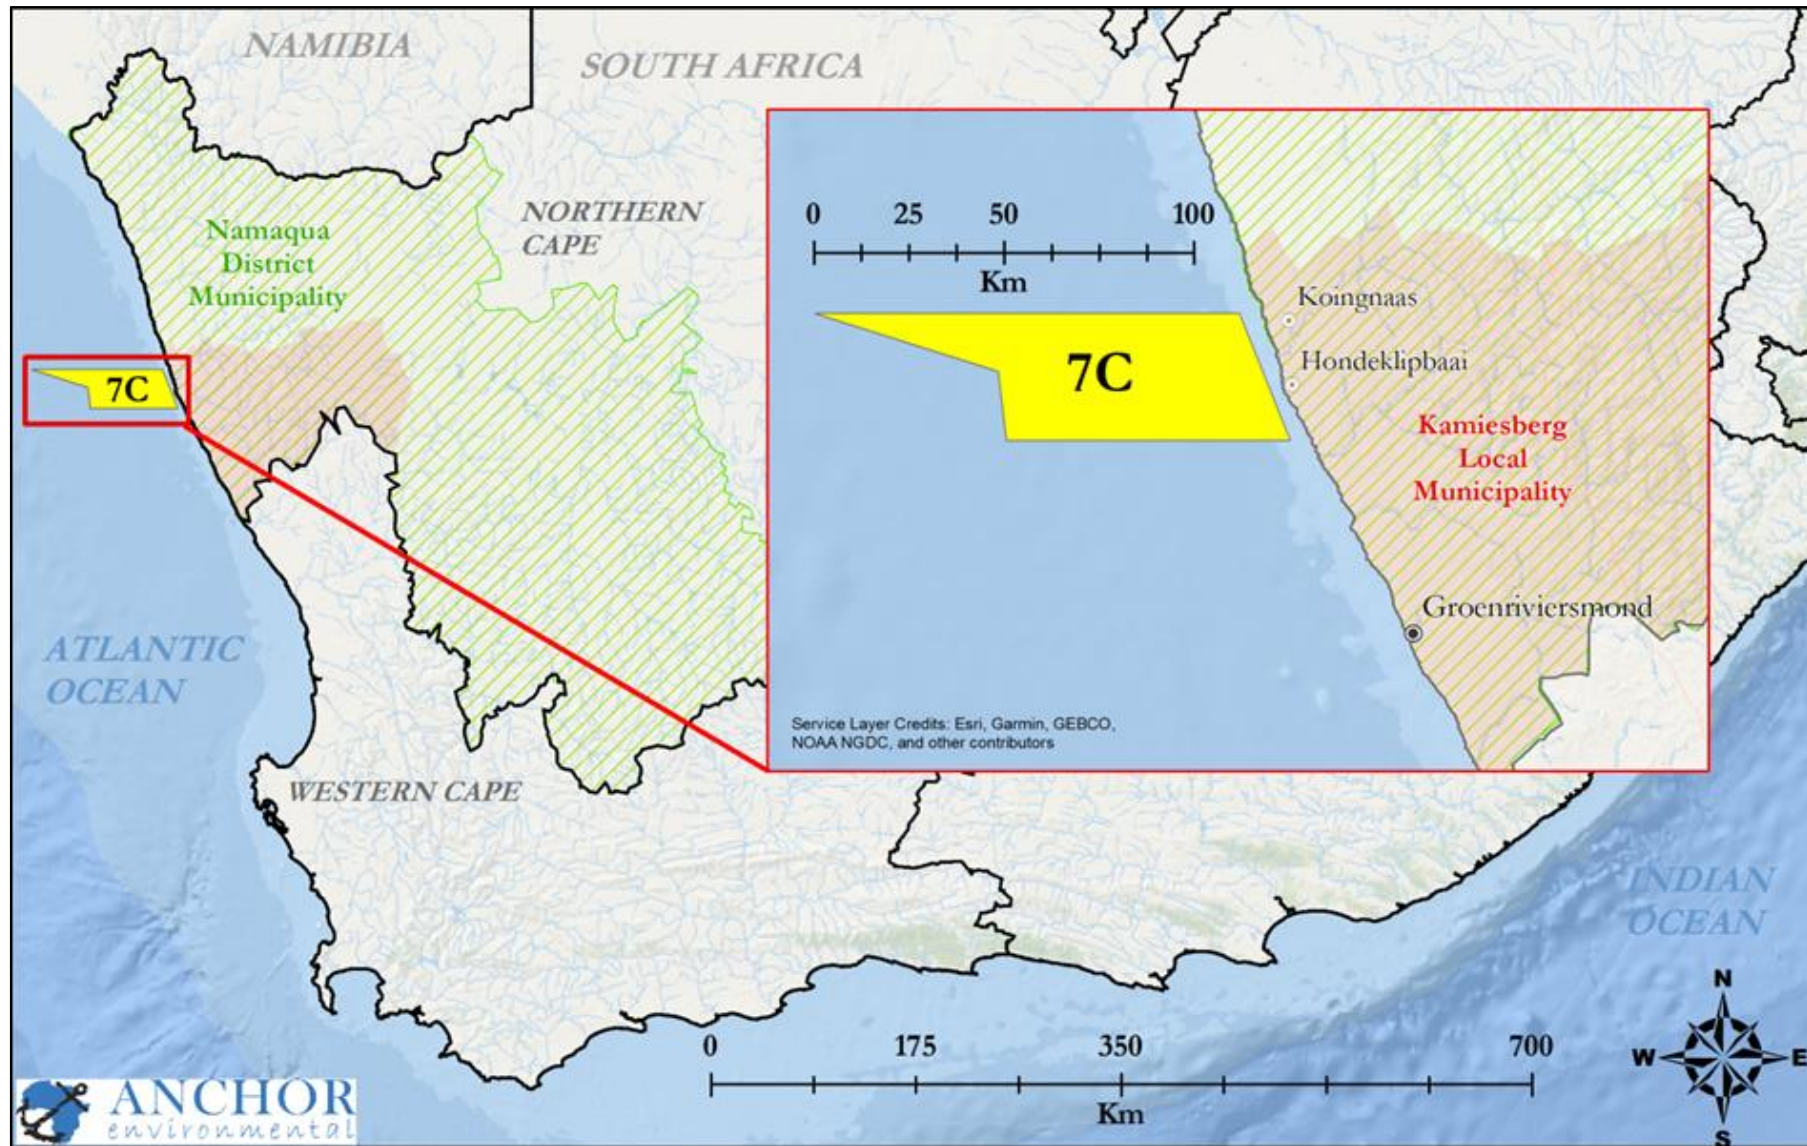 NAMIBIA
SOUTH AFRICA
NORTHERN
CAPE
Namaqua
District
Municipality
7C
0 25 50 100
Km
Koingnaas
Hondeklipbaai
7C
Kamiesberg
Local
Municipality
Groenriviersmond
Service Layer Credits: Esri, Garmin, GEBCO,
NOAA NGDC, and other contributors
ATLANTIC
OCEAN
WESTERN CAPE
INDIAN
OCEAN
0 175 350 700
Km
N
W E
S
ANCHOR
environmental